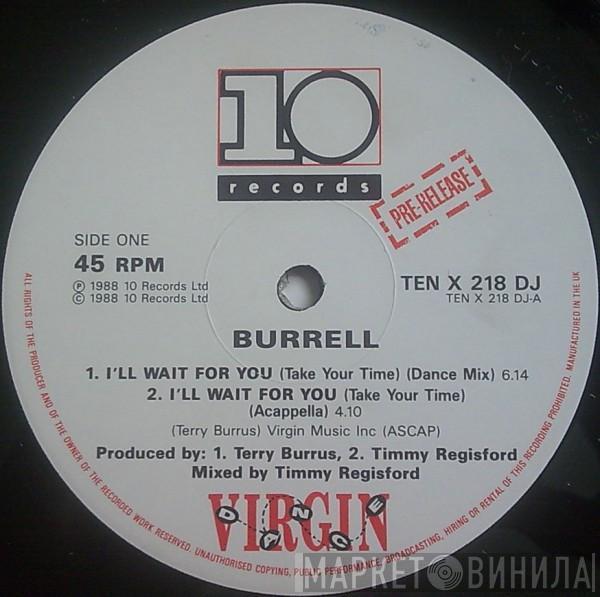 10
records
PRE-RELEASE
SIDE ONE
45 RPM
Ⓟ 1988 10 Records Ltd
© 1988 10 Records Ltd
TEN X 218 DJ
TEN X 218 DJ-A
BURRELL
1. I'LL WAIT FOR YOU (Take Your Time) (Dance Mix) 6.14
2. I'LL WAIT FOR YOU (Take Your Time)
(Acappella) 4.10
(Terry Burrus) Virgin Music Inc (ASCAP)
Produced by: 1. Terry Burrus, 2. Timmy Regisford
Mixed by Timmy Regisford
VIRGIN
DANCE
ALL RIGHTS OF THE PRODUCER AND OF THE OWNER OF THE RECORDED WORK RESERVED. UNAUTHORISED COPYING, PUBLIC PERFORMANCE, BROADCASTING, HIRING OR RENTAL OF THIS RECORDING PROHIBITED. MANUFACTURED IN THE UK
МАРКЕТ ВИНИЛА